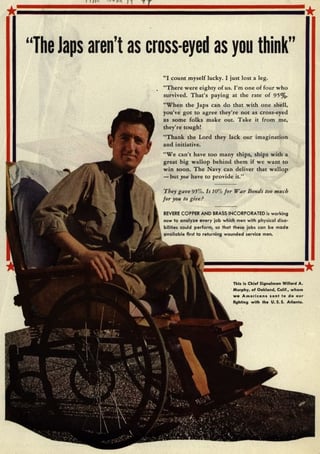 "The Japs aren't as cross-eyed as you think"
"I count myself lucky. I just lost a leg.
"There were eighty of us. I'm one of four who
survived. That's paying at the rate of 95%.
"When the Japs can do that with one shell,
you've got to agree they're not as cross-eyed
as some folks make out. Take it from me,
they're tough!
"Thank the Lord they lack our imagination
and initiative.
"We can't have too many ships, ships with a
great big wallop behind them if we want to
win soon. The Navy can deliver that wallop
—but you have to provide it."
They gave 95%. Is 10% for War Bonds too much
for you to give?
REVERE COPPER AND BRASS INCORPORATED is working
now to analyze every job which men with physical disa-
bilities could perform, so that these jobs can be made
available first to returning wounded service men.
This is Chief Signalman Willard A.
Murphy, of Oakland, Calif., whom
we Americans sent to do our
fighting with the U. S. S. Atlanta.